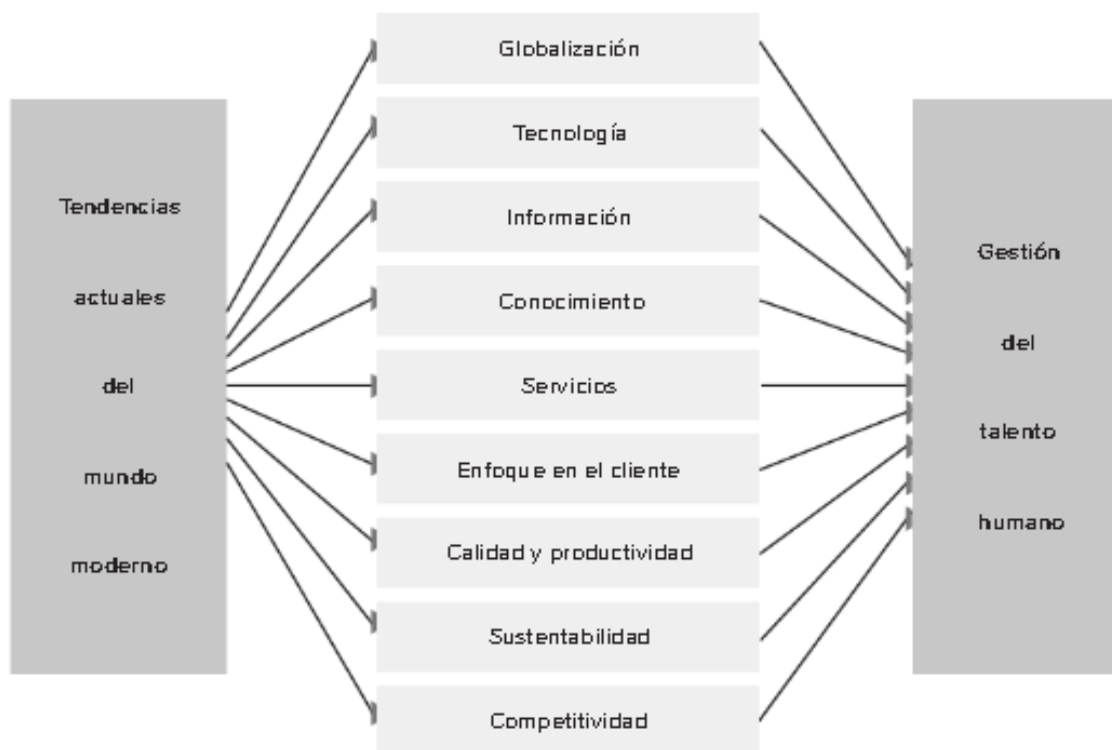 Tendencias
actuales
del
mundo
moderno
Globalización
Tecnología
Información
Conocimiento
Servicios
Enfoque en el cliente
Calidad y productividad
Sustentabilidad
Competitividad
Gestión
del
talento
humano